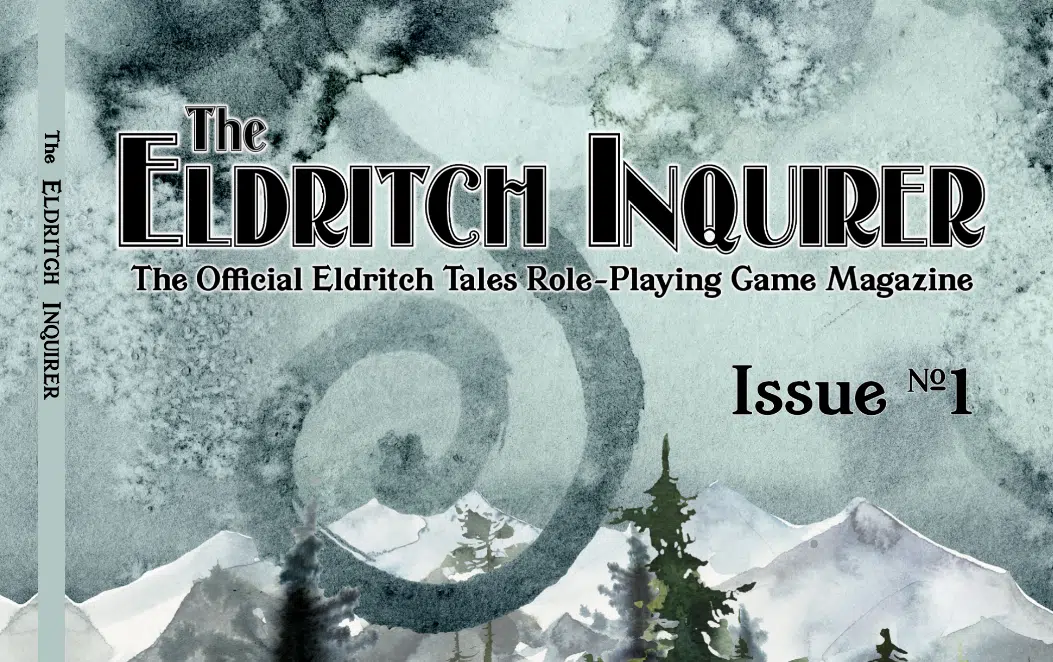 The Eldritch Inquirer
The
Eldritch Inquirer
The Official Eldritch Tales Role-Playing Game Magazine
Issue №1